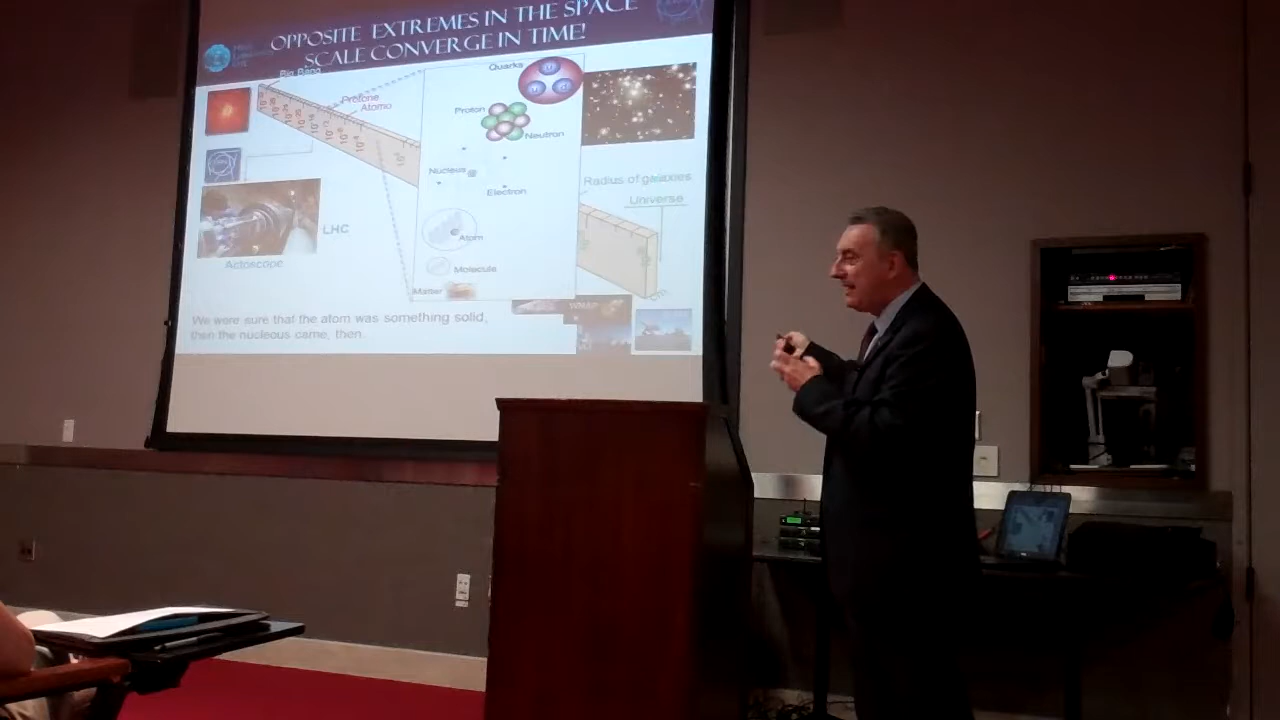 OPPOSITE EXTREMES IN THE SPACE
SCALE CONVERGE IN TIME!
Big Bang
Protone
Atomo
Quarks
Proton
Neutron
Nucleus
Electron
Atom
Molecule
Matter
LHC
Actoscope
Radius of galaxies
Universe
WMAP
We were sure that the atom was something solid,
then the nucleous came, then